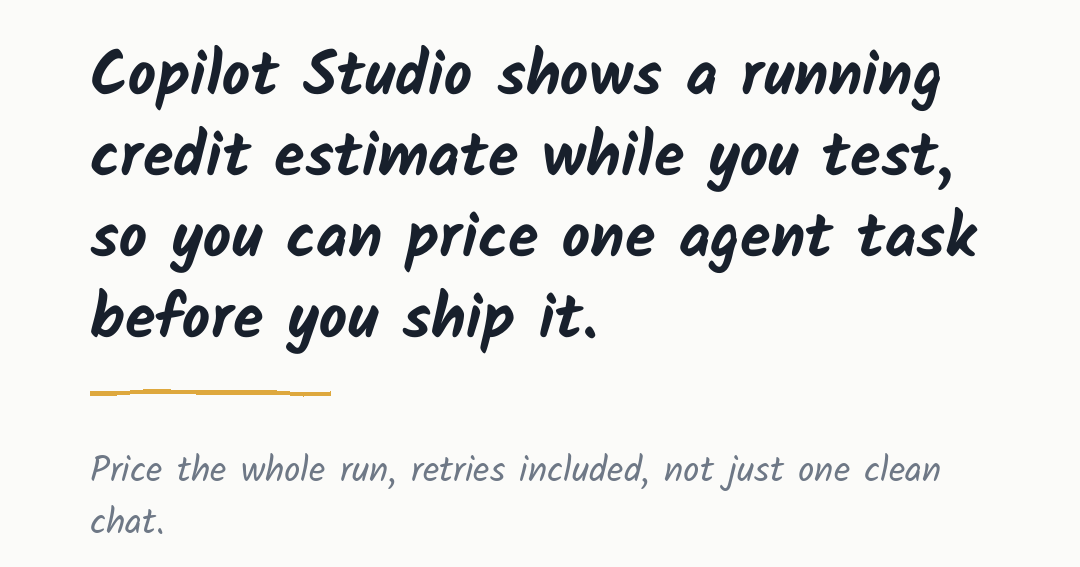 Copilot Studio shows a running
credit estimate while you test,
so you can price one agent task
before you ship it.
Price the whole run, retries included, not just one clean
chat.